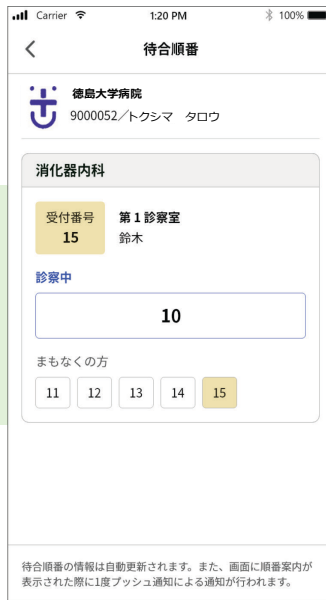 Carrier 1:20 PM 100%
待合順番
徳島大学病院
9000052/トクシマ タロウ
消化器内科
受付番号 第1診察室
15 鈴木
診察中
10
まもなくの方
11 12 13 14 15
待合順番の情報は自動更新されます。また、画面に順番案内が
表示された際に1度プッシュ通知による通知が行われます。